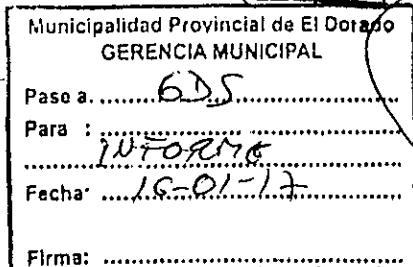 Municipalidad Provincial de El Dorado
GERENCIA MUNICIPAL
Pase a. ........GDS........................
Para : ....................................
........INFORME........................
Fecha: ....16-01-17................
Firma: ....................................